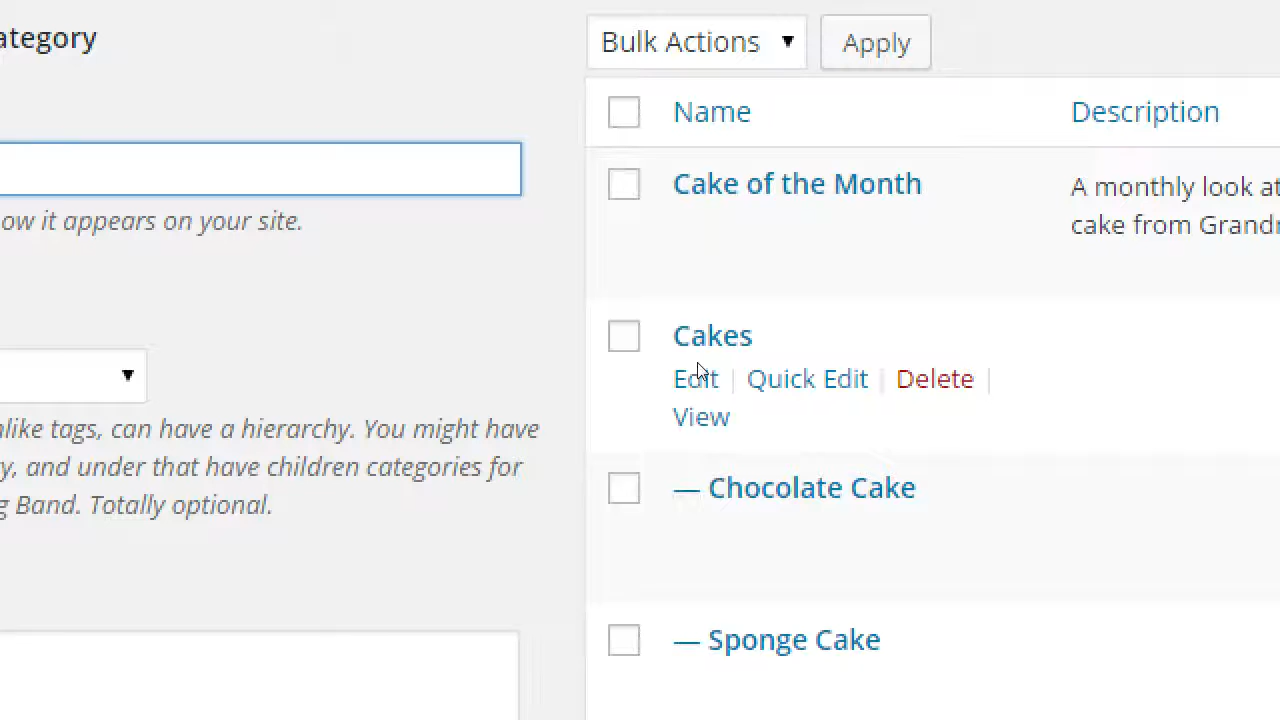 ategory
ow it appears on your site.
nlike tags, can have a hierarchy. You might have
y, and under that have children categories for
g Band. Totally optional.
Bulk Actions ▼ Apply
Name Description
Cake of the Month A monthly look at
cake from Grandm
Cakes
Edit | Quick Edit | Delete |
View
— Chocolate Cake
— Sponge Cake